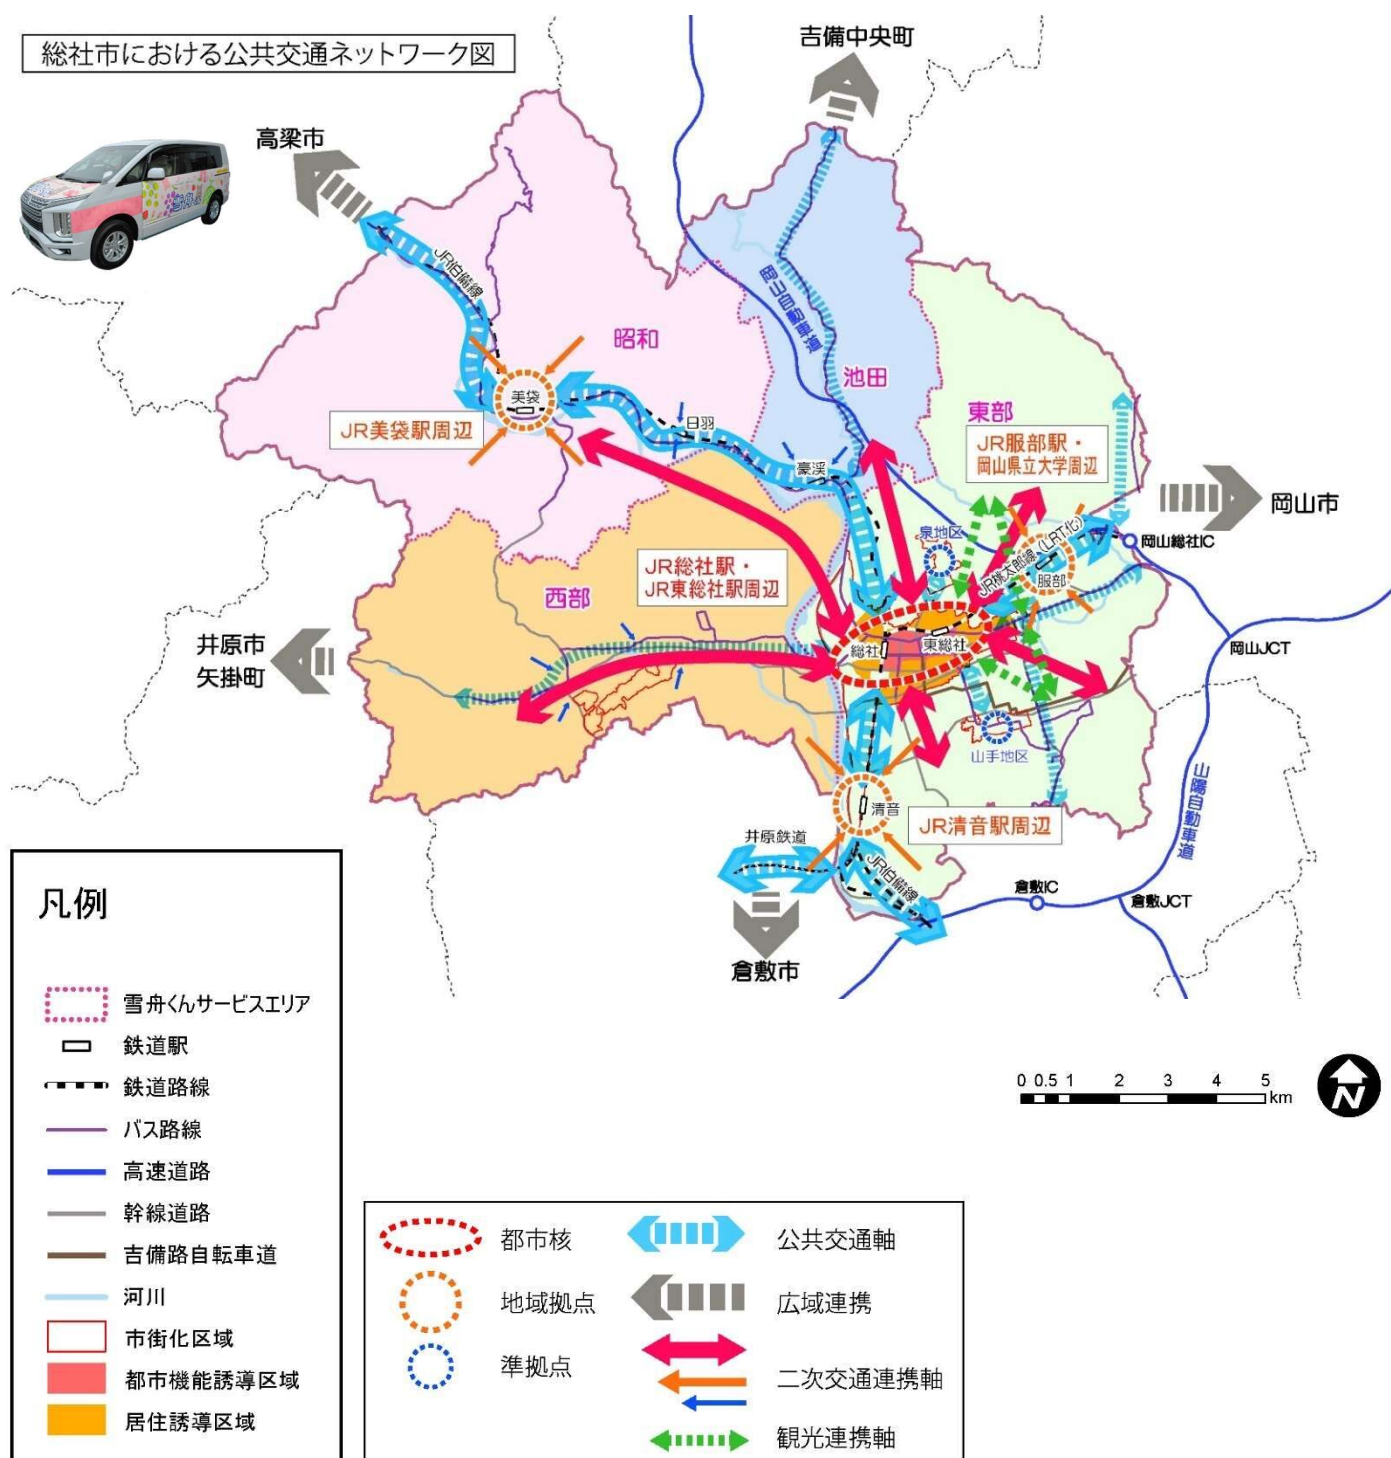 総社市における公共交通ネットワーク図
吉備中央町
高梁市
JR伯備線
岡山自動車道
昭和
池田
美袋
東部
JR美袋駅周辺
日羽
JR服部駅・
岡山県立大学周辺
豪渓
岡山市
泉地区
JR桃太郎線(LRT化)
岡山総社IC
服部
JR総社駅・
JR東総社駅周辺
西部
井原市
矢掛町
総社
東総社
岡山JCT
山手地区
山陽自動車道
清音
JR清音駅周辺
井原鉄道
JR伯備線
倉敷IC
倉敷JCT
倉敷市
凡例
雪舟くんサービスエリア
鉄道駅
鉄道路線
バス路線
高速道路
幹線道路
吉備路自転車道
河川
市街化区域
都市機能誘導区域
居住誘導区域
0 0.5 1 2 3 4 5
km
N
都市核
地域拠点
準拠点
公共交通軸
広域連携
二次交通連携軸
観光連携軸